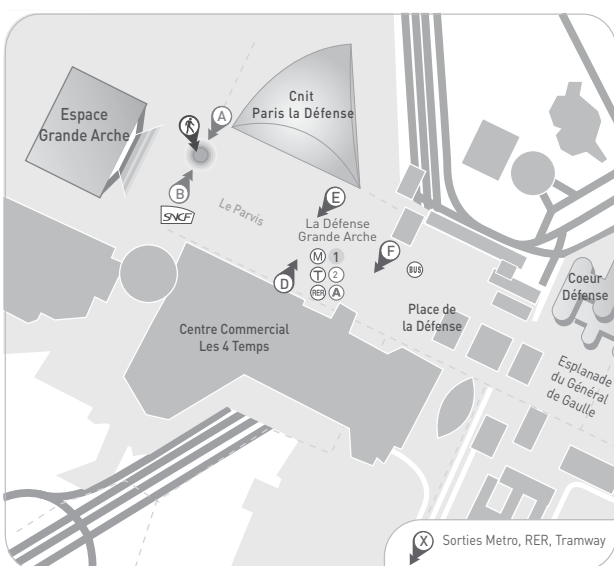 Espace
Grande Arche
A
Cnit
Paris la Défense
B
SNCF
Le Parvis
E
La Défense
Grande Arche
M 1
T 2
RER A
D
F
BUS
Coeur
Défense
Place de
la Défense
Centre Commercial
Les 4 Temps
Esplanade
du Général
de Gaulle
X Sorties Metro, RER, Tramway